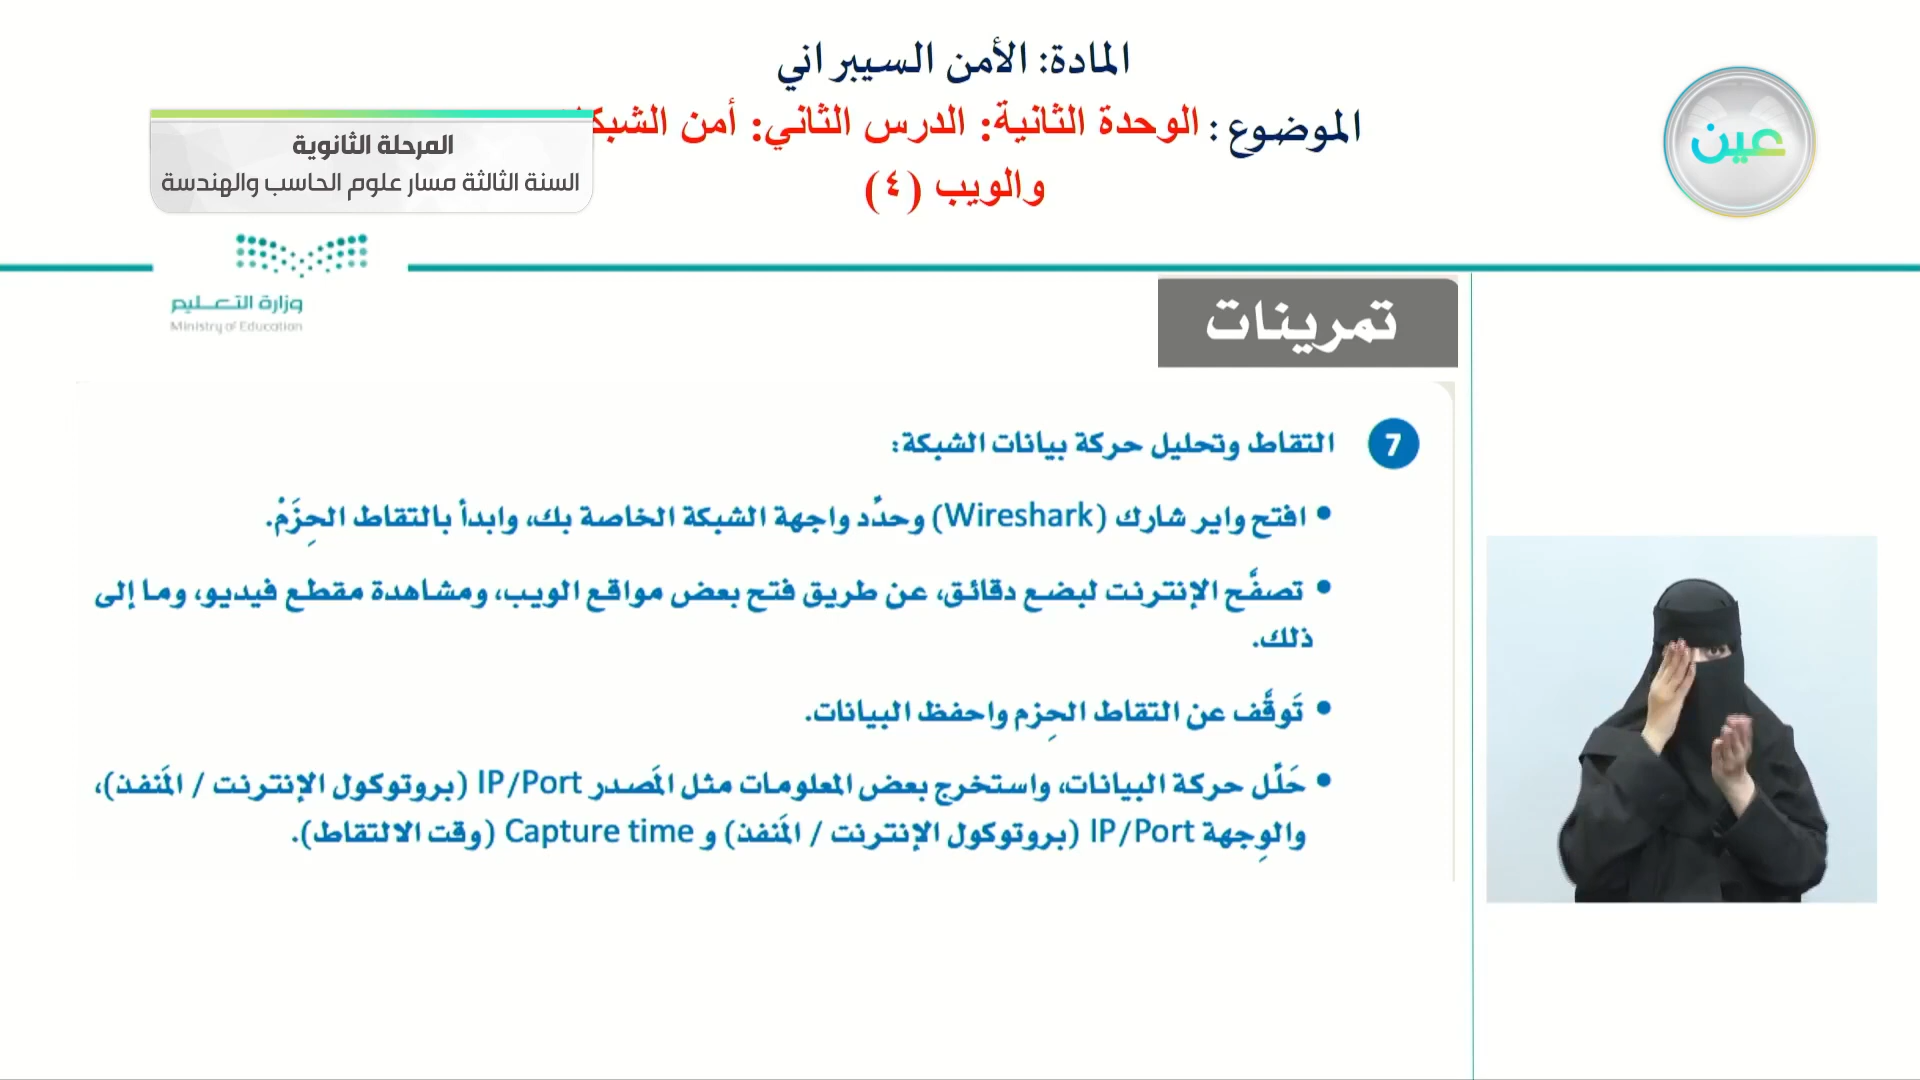 المادة: الأمن السيبراني
الموضوع: الوحدة الثانية: الدرس الثاني: أمن
والويب (٤)
المرحلة الثانوية
السنة الثالثة مسار علوم الحاسب والهندسة
عين
وزارة التعليم
Ministry of Education
تمرينات
7 التقاط وتحليل حركة بيانات الشبكة:
• افتح واير شارك (Wireshark) وحدِّد واجهة الشبكة الخاصة بك، وابدأ بالتقاط الحِزَمْ.
• تصفَّح الإنترنت لبضع دقائق، عن طريق فتح بعض مواقع الويب، ومشاهدة مقطع فيديو، وما إلى
ذلك.
• تَوقَّف عن التقاط الحِزم واحفظ البيانات.
• حَلِّل حركة البيانات، واستخرج بعض المعلومات مثل المَصدر IP/Port (بروتوكول الإنترنت / المَنفذ)،
والوِجهة IP/Port (بروتوكول الإنترنت / المَنفذ) و Capture time (وقت الالتقاط).